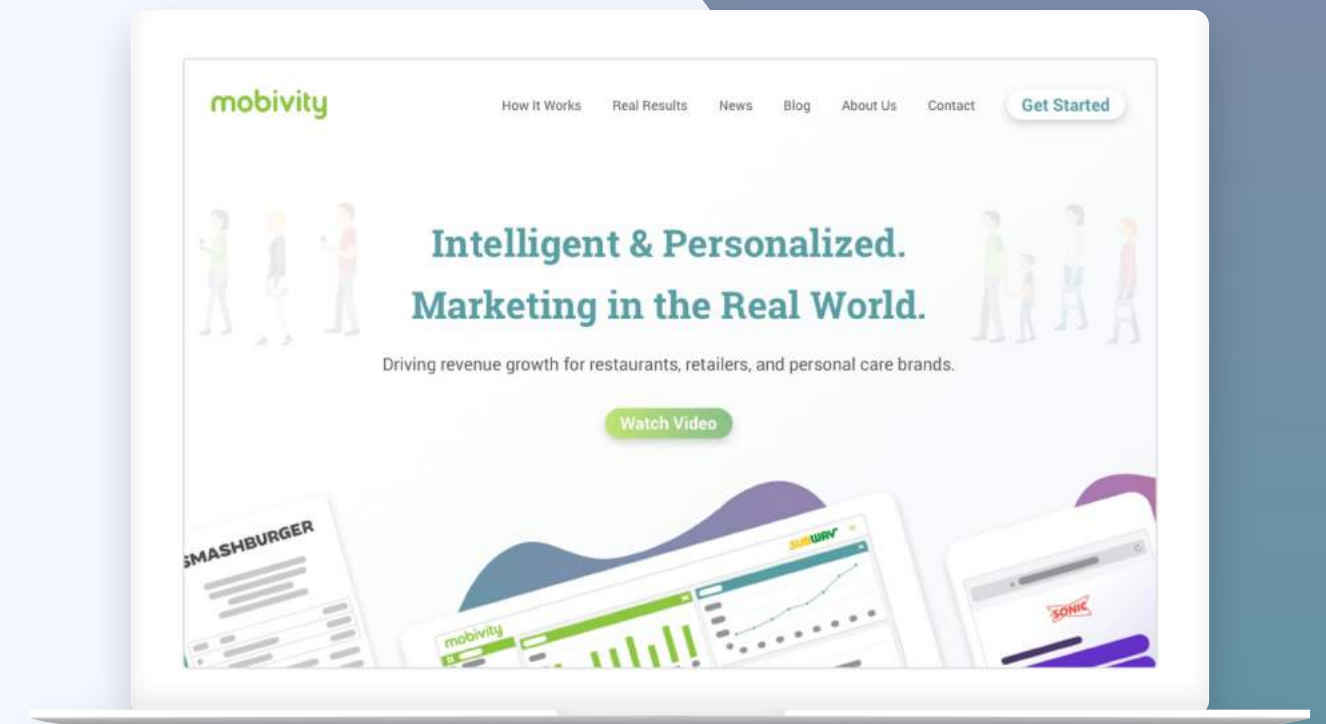 mobivity
How It Works Real Results News Blog About Us Contact Get Started
Intelligent & Personalized.
Marketing in the Real World.
Driving revenue growth for restaurants, retailers, and personal care brands.
Watch Video
SMASHBURGER
SUBWAY
mobivity
SONIC